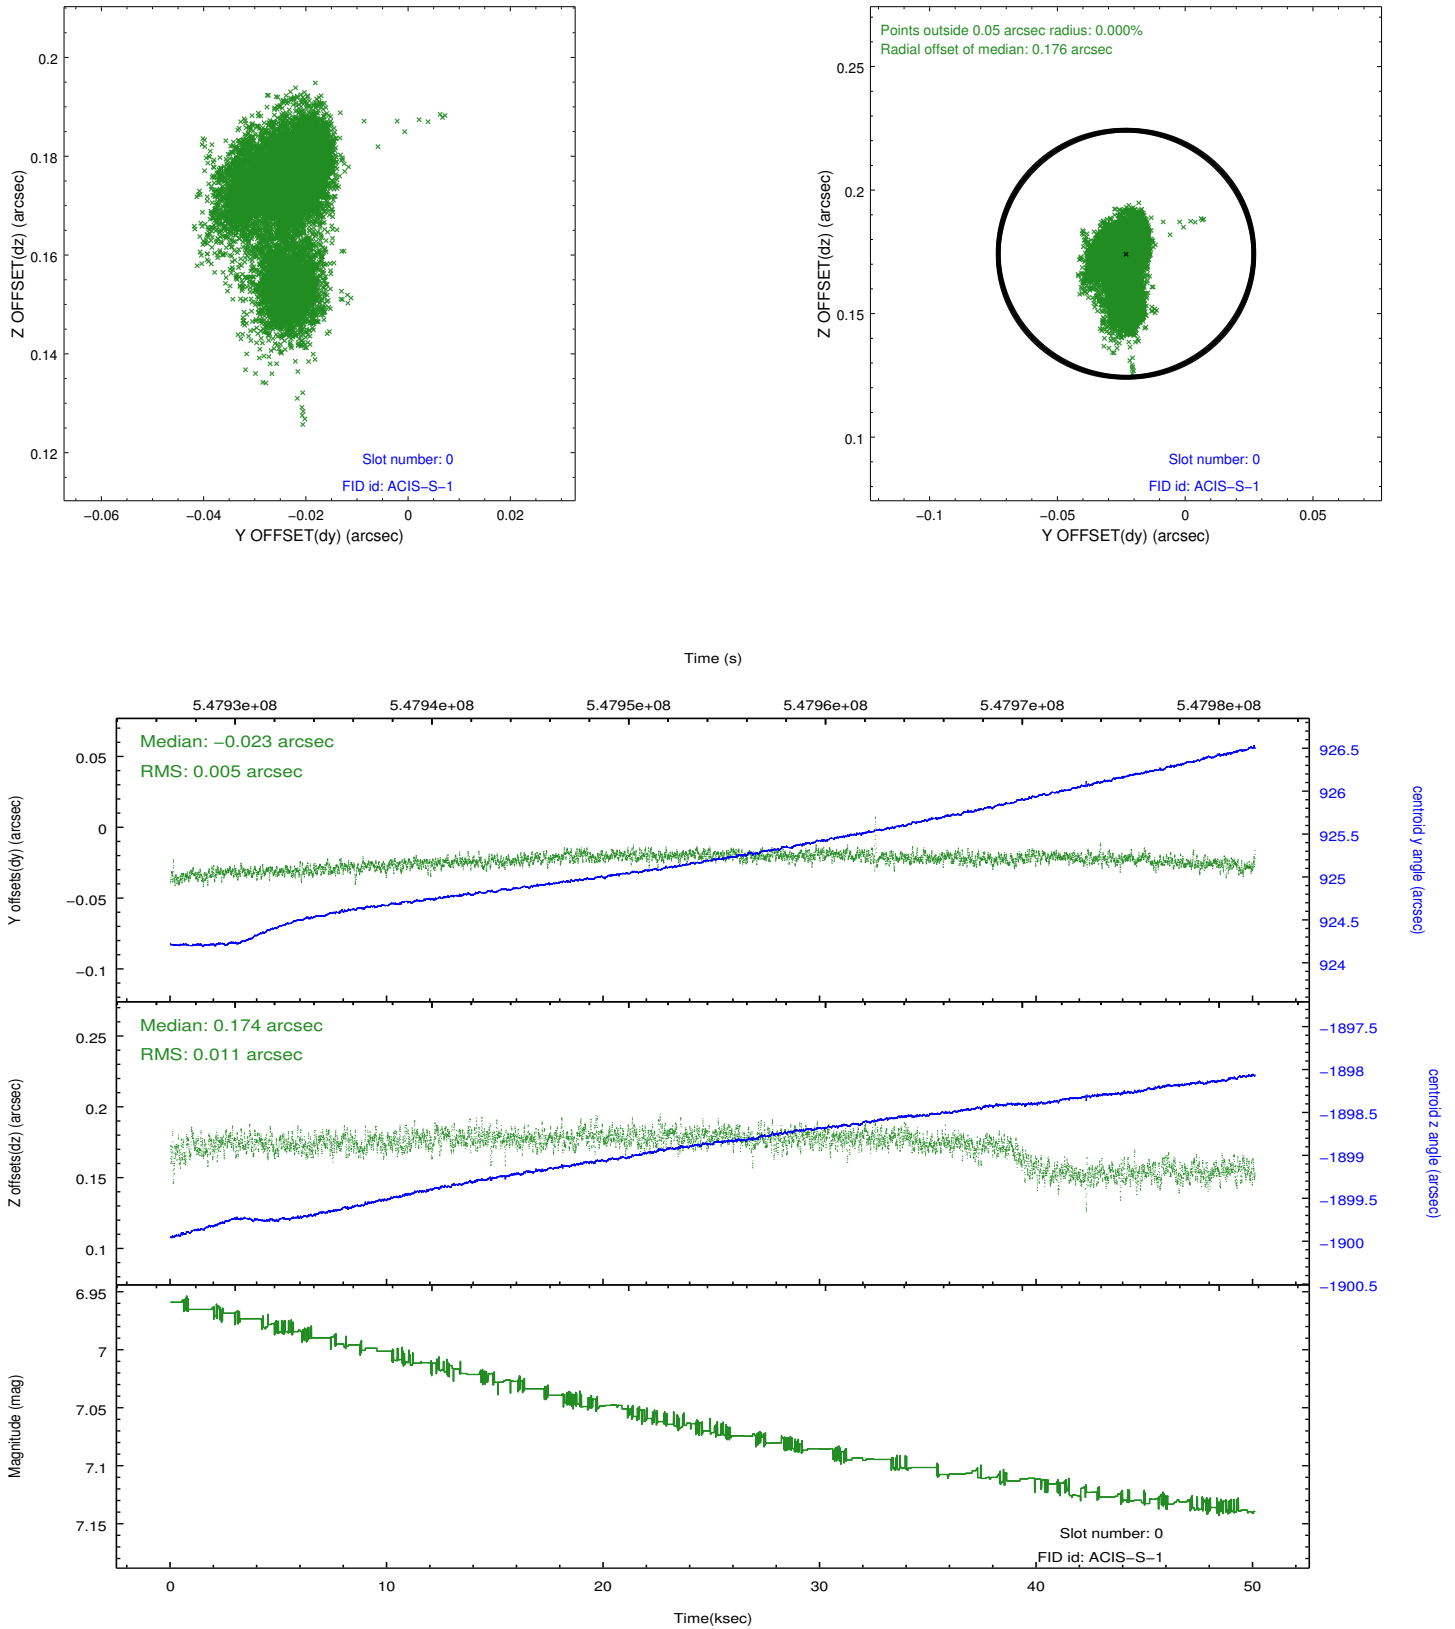 0.2
0.18
0.16
0.14
0.12
Z OFFSET(dz) (arcsec)
−0.06 −0.04 −0.02 0 0.02
Y OFFSET(dy) (arcsec)
Slot number: 0
FID id: ACIS−S−1
Points outside 0.05 arcsec radius: 0.000%
Radial offset of median: 0.176 arcsec
0.25
0.2
0.15
0.1
Z OFFSET(dz) (arcsec)
−0.1 −0.05 0 0.05
Y OFFSET(dy) (arcsec)
Slot number: 0
FID id: ACIS−S−1
Time (s)
5.4793e+08 5.4794e+08 5.4795e+08 5.4796e+08 5.4797e+08 5.4798e+08
Median: −0.023 arcsec
RMS: 0.005 arcsec
0.05
0
−0.05
−0.1
Y offsets(dy) (arcsec)
926.5
926
925.5
925
924.5
924
centroid y angle (arcsec)
Median: 0.174 arcsec
RMS: 0.011 arcsec
0.25
0.2
0.15
0.1
Z offsets(dz) (arcsec)
−1897.5
−1898
−1898.5
−1899
−1899.5
−1900
−1900.5
centroid z angle (arcsec)
6.95
7
7.05
7.1
7.15
Magnitude (mag)
Slot number: 0
FID id: ACIS−S−1
0 10 20 30 40 50
Time(ksec)